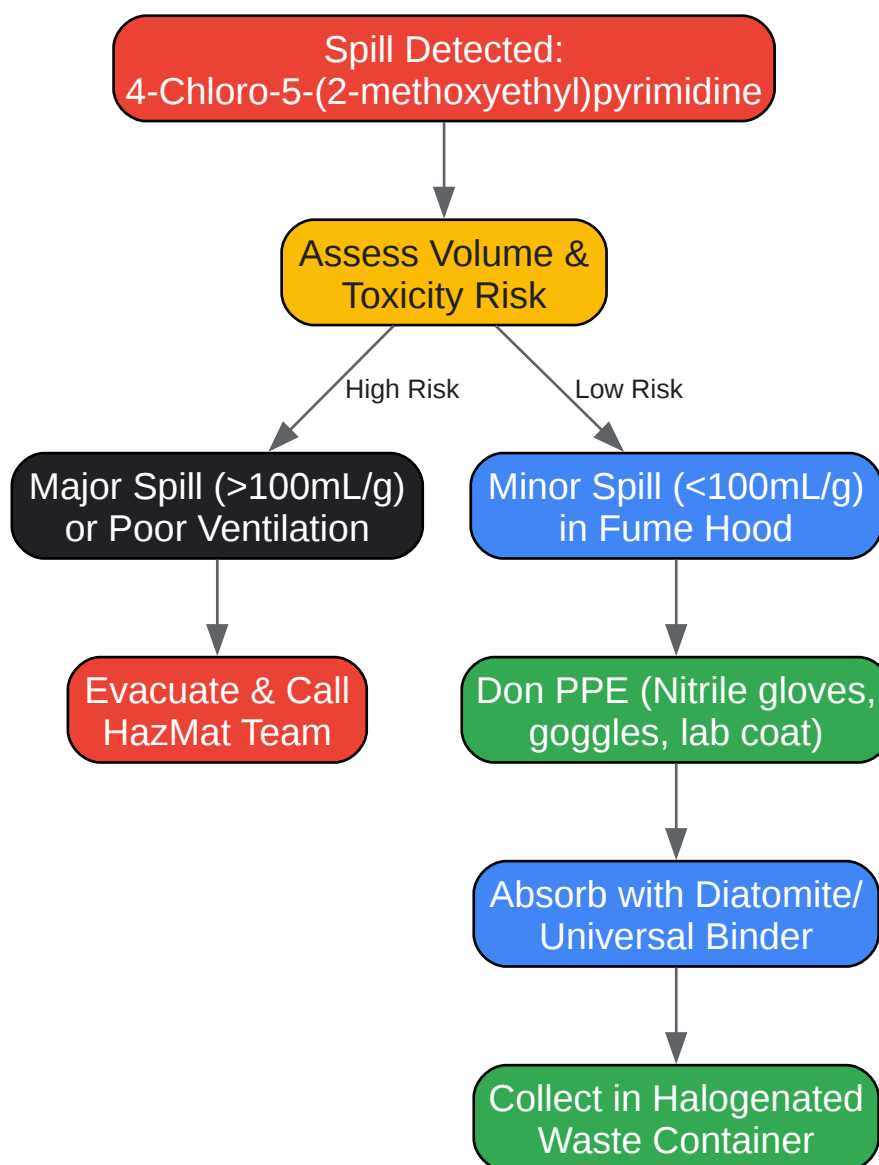 Spill Detected:
4-Chloro-5-(2-methoxyethyl)pyrimidine
Assess Volume &
Toxicity Risk
High Risk
Low Risk
Major Spill (>100mL/g)
or Poor Ventilation
Minor Spill (<100mL/g)
in Fume Hood
Evacuate & Call
HazMat Team
Don PPE (Nitrile gloves,
goggles, lab coat)
Absorb with Diatomite/
Universal Binder
Collect in Halogenated
Waste Container